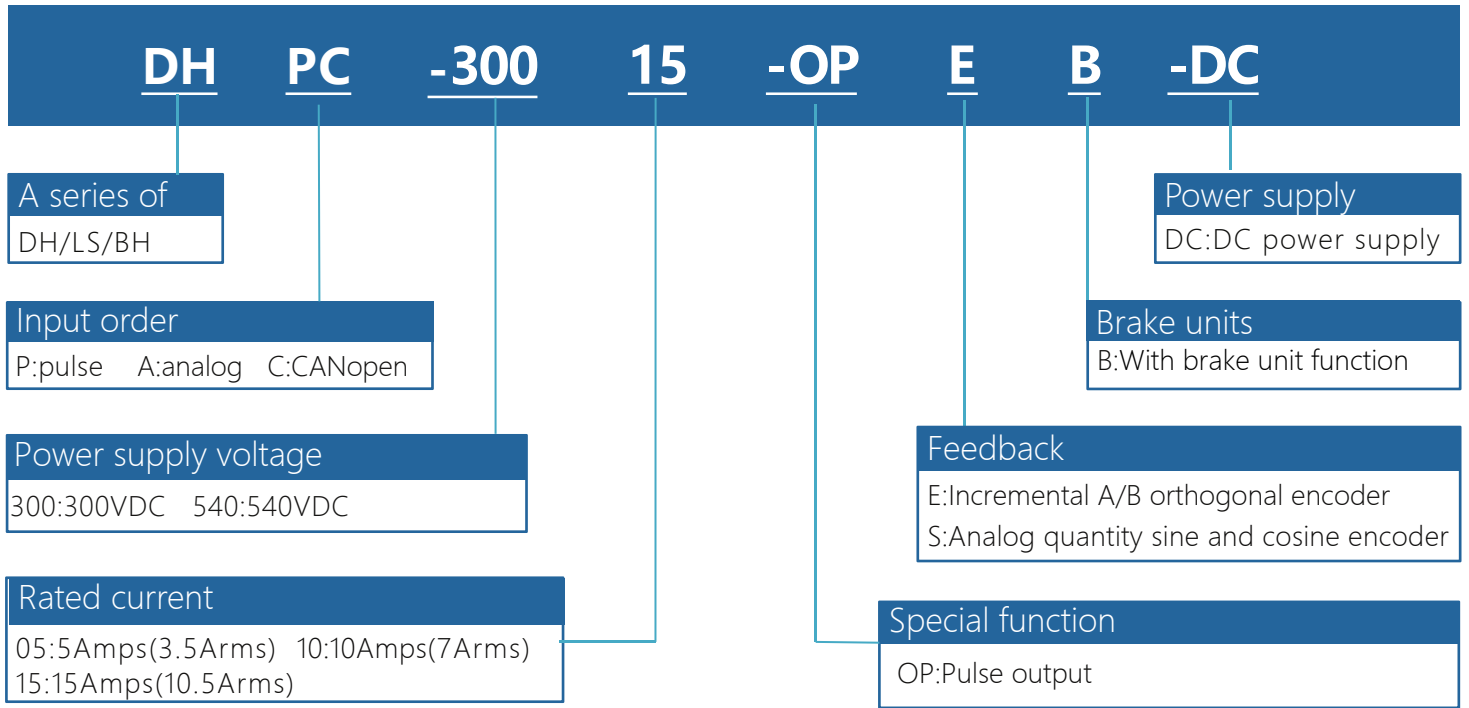 DH PC -300 15 -OP E B -DC
A series of
DH/LS/BH
Power supply
DC:DC power supply
Input order
P:pulse A:analog C:CANopen
Brake units
B:With brake unit function
Power supply voltage
300:300VDC 540:540VDC
Feedback
E:Incremental A/B orthogonal encoder
S:Analog quantity sine and cosine encoder
Rated current
05:5Amps(3.5Arms) 10:10Amps(7Arms)
15:15Amps(10.5Arms)
Special function
OP:Pulse output